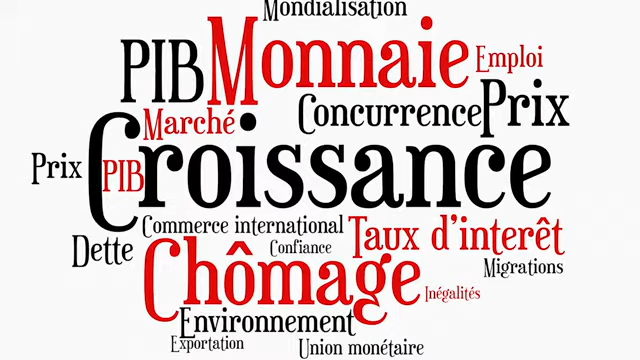 Mondialisation
PIB Monnaie Emploi
Marché Concurrence Prix
Prix PIB Croissance
Commerce international Taux d'interêt
Dette Confiance Migrations
Chômage Inégalités
Environnement
Exportation Union monétaire